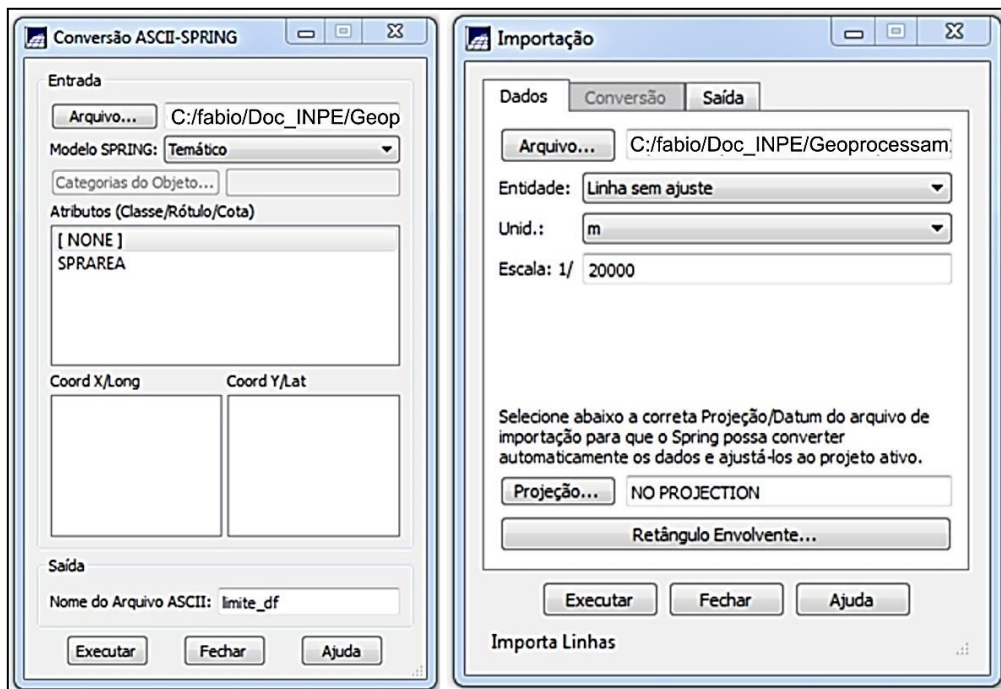 Conversão ASCII-SPRING
Entrada
Arquivo... C:/fabio/Doc_INPE/Geop
Modelo SPRING: Temático
Categorias do Objeto...
Atributos (Classe/Rótulo/Cota)
[ NONE ]
SPRAREA
Coord X/Long Coord Y/Lat
Saída
Nome do Arquivo ASCII: limite_df
Executar Fechar Ajuda
Importação
Dados Conversão Saída
Arquivo... C:/fabio/Doc_INPE/Geoprocessam
Entidade: Linha sem ajuste
Unid.: m
Escala: 1/ 20000
Selecione abaixo a correta Projeção/Datum do arquivo de
importação para que o Spring possa converter
automaticamente os dados e ajustá-los ao projeto ativo.
Projeção... NO PROJECTION
Retângulo Envolvente...
Executar Fechar Ajuda
Importa Linhas